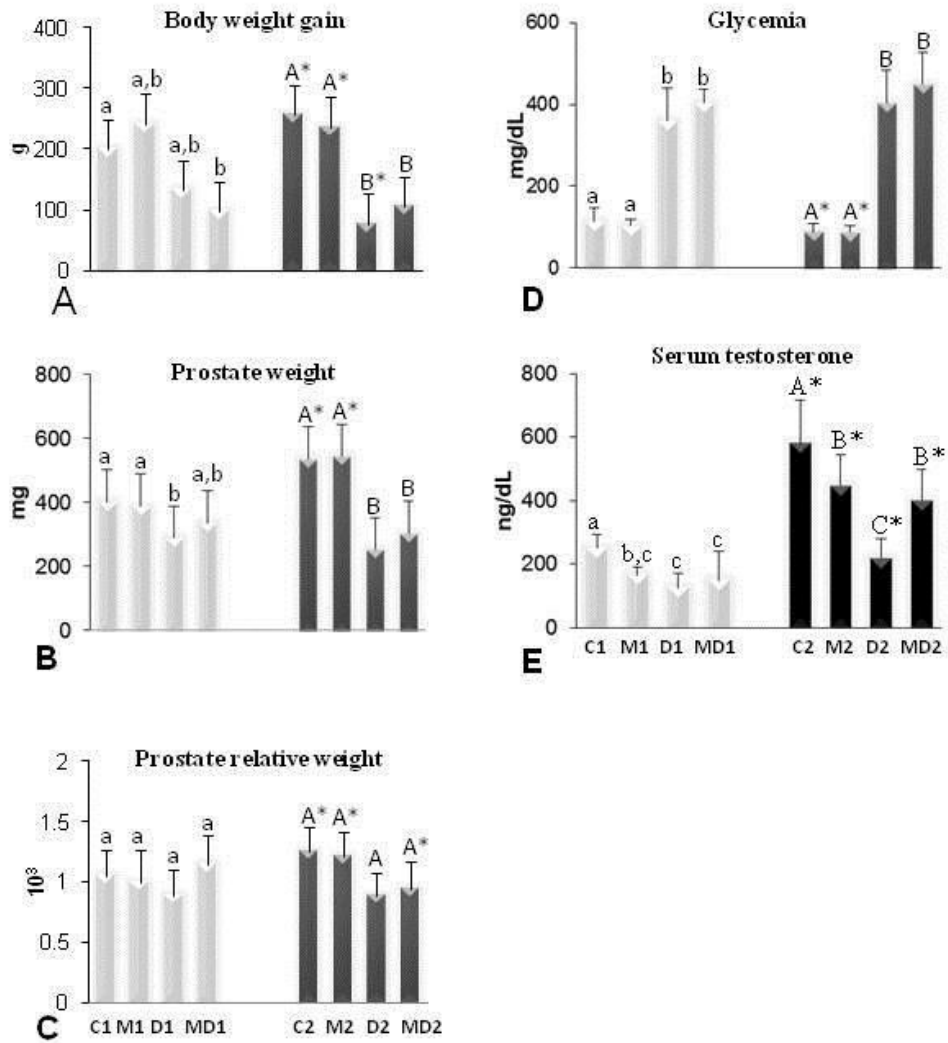 Body weight gain
400
300
200
100
0
g
a
a,b
a,b
b
A*
A*
B*
B
A
Glycemia
600
400
200
0
mg/dL
a
a
b
b
A*
A*
B
B
D
Prostate weight
800
600
400
200
0
mg
a
a
b
a,b
A*
A*
B
B
B
Serum testosterone
800
600
400
200
0
ng/dL
a
b,c
c
c
A*
B*
C*
B*
C1 M1 D1 MD1 C2 M2 D2 MD2
E
Prostate relative weight
2
1.5
1
0.5
0
10³
a
a
a
a
A*
A*
A
A*
C1 M1 D1 MD1 C2 M2 D2 MD2
C